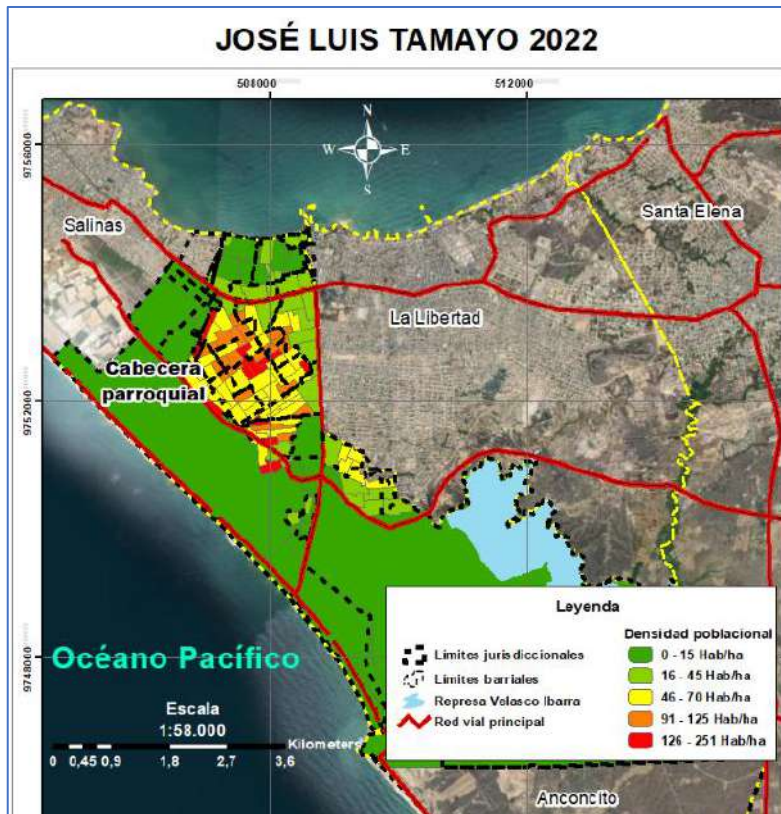 JOSÉ LUIS TAMAYO 2022
508000
512000
9756000
N
W E
S
Salinas
Santa Elena
La Libertad
Cabecera
parroquial
9752000
Leyenda
Densidad poblacional
Límites jurisdiccionales
0 - 15 Hab/ha
Límites barriales
16 - 45 Hab/ha
Represa Velasco Ibarra
46 - 70 Hab/ha
Red vial principal
91 - 125 Hab/ha
126 - 251 Hab/ha
9748000
Océano Pacífico
Escala
1:58.000
Kilometers
0 0,45 0,9 1,8 2,7 3,6
Anconcito